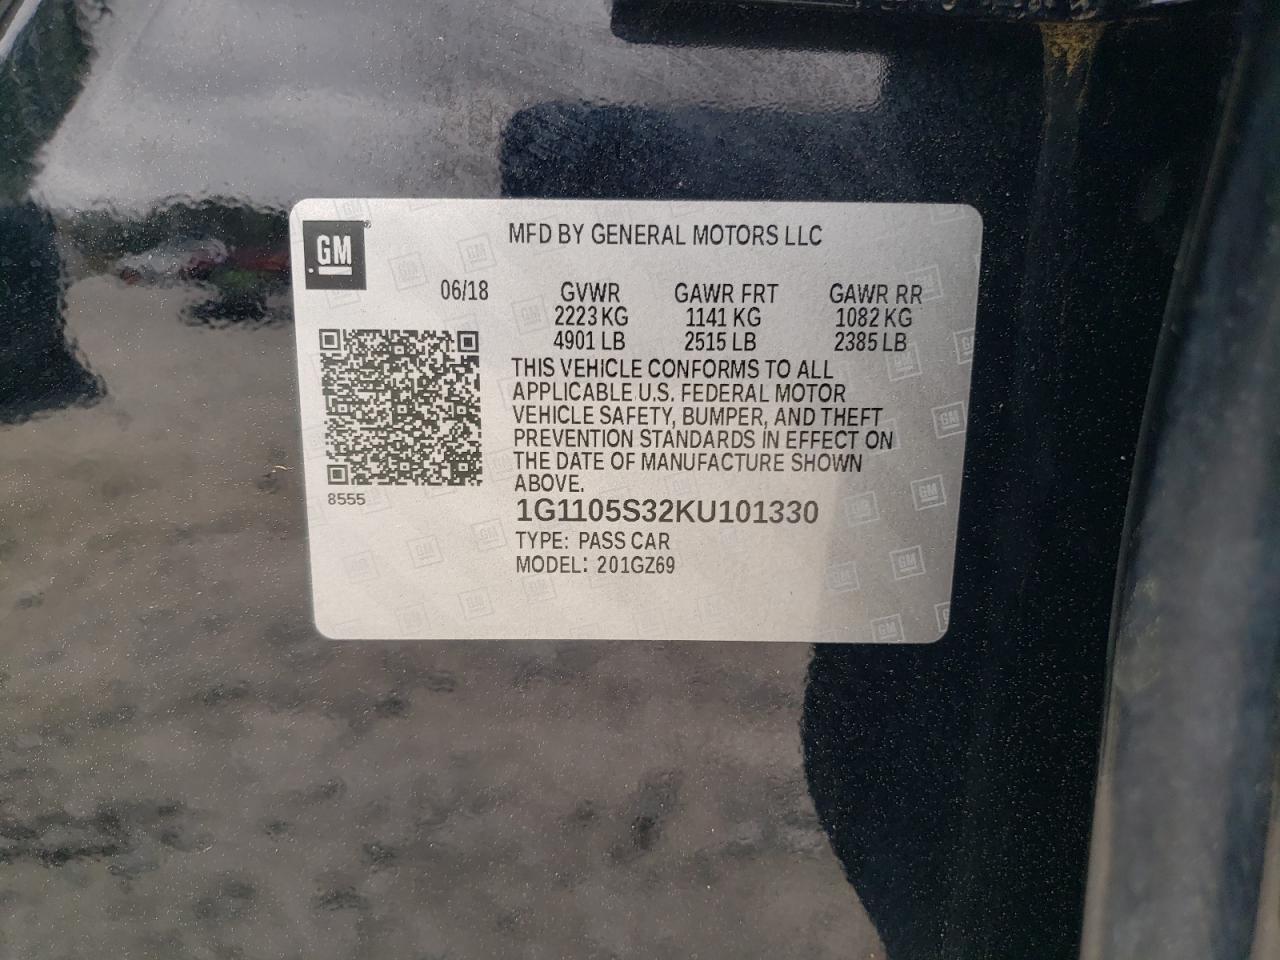 GM
MFD BY GENERAL MOTORS LLC
06/18 GVWR GAWR FRT GAWR RR
2223 KG 1141 KG 1082 KG
4901 LB 2515 LB 2385 LB
THIS VEHICLE CONFORMS TO ALL
APPLICABLE U.S. FEDERAL MOTOR
VEHICLE SAFETY, BUMPER, AND THEFT
PREVENTION STANDARDS IN EFFECT ON
THE DATE OF MANUFACTURE SHOWN
ABOVE.
8555
1G1105S32KU101330
TYPE: PASS CAR
MODEL: 201GZ69